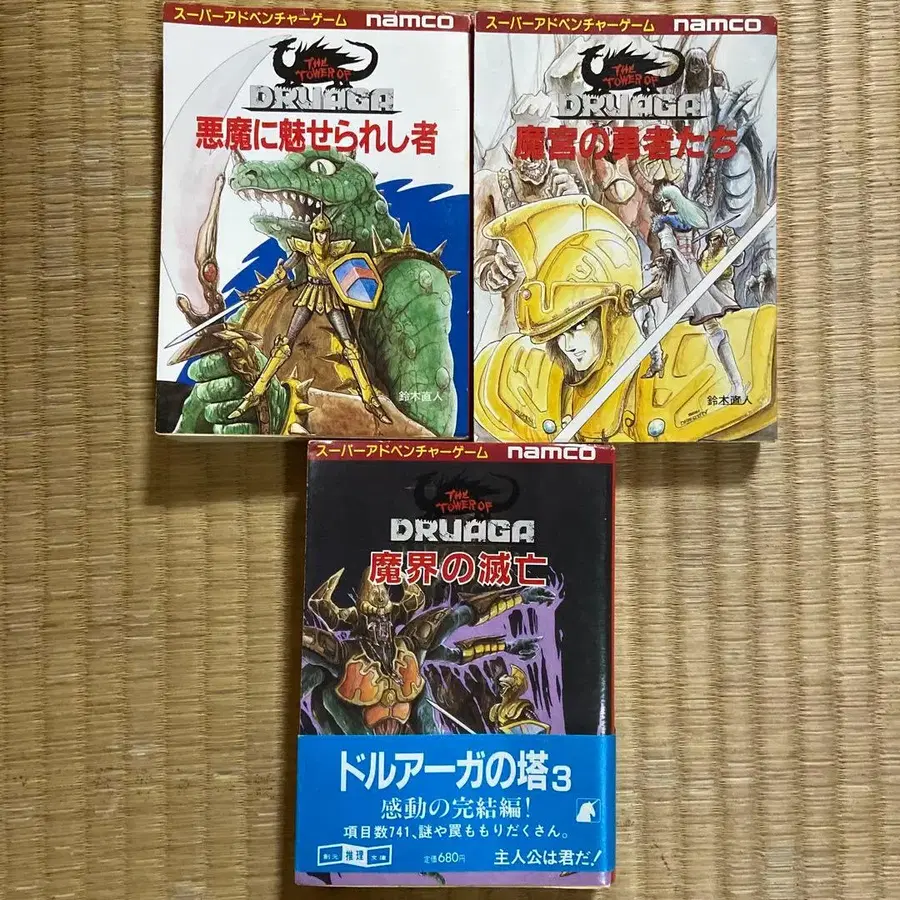 スーパーアドベンチャーゲーム namco
THE
TOWER OF
DRUAGA
悪魔に魅せられし者
鈴木直人
スーパーアドベンチャーゲーム namco
THE
TOWER OF
DRUAGA
魔宮の勇者たち
鈴木直人
スーパーアドベンチャーゲーム namco
THE
TOWER OF
DRUAGA
魔界の滅亡
ドルアーガの塔3
感動の完結編!
項目数741、謎や罠ももりだくさん。
創元 推理 文庫
定価680円
主人公は君だ!